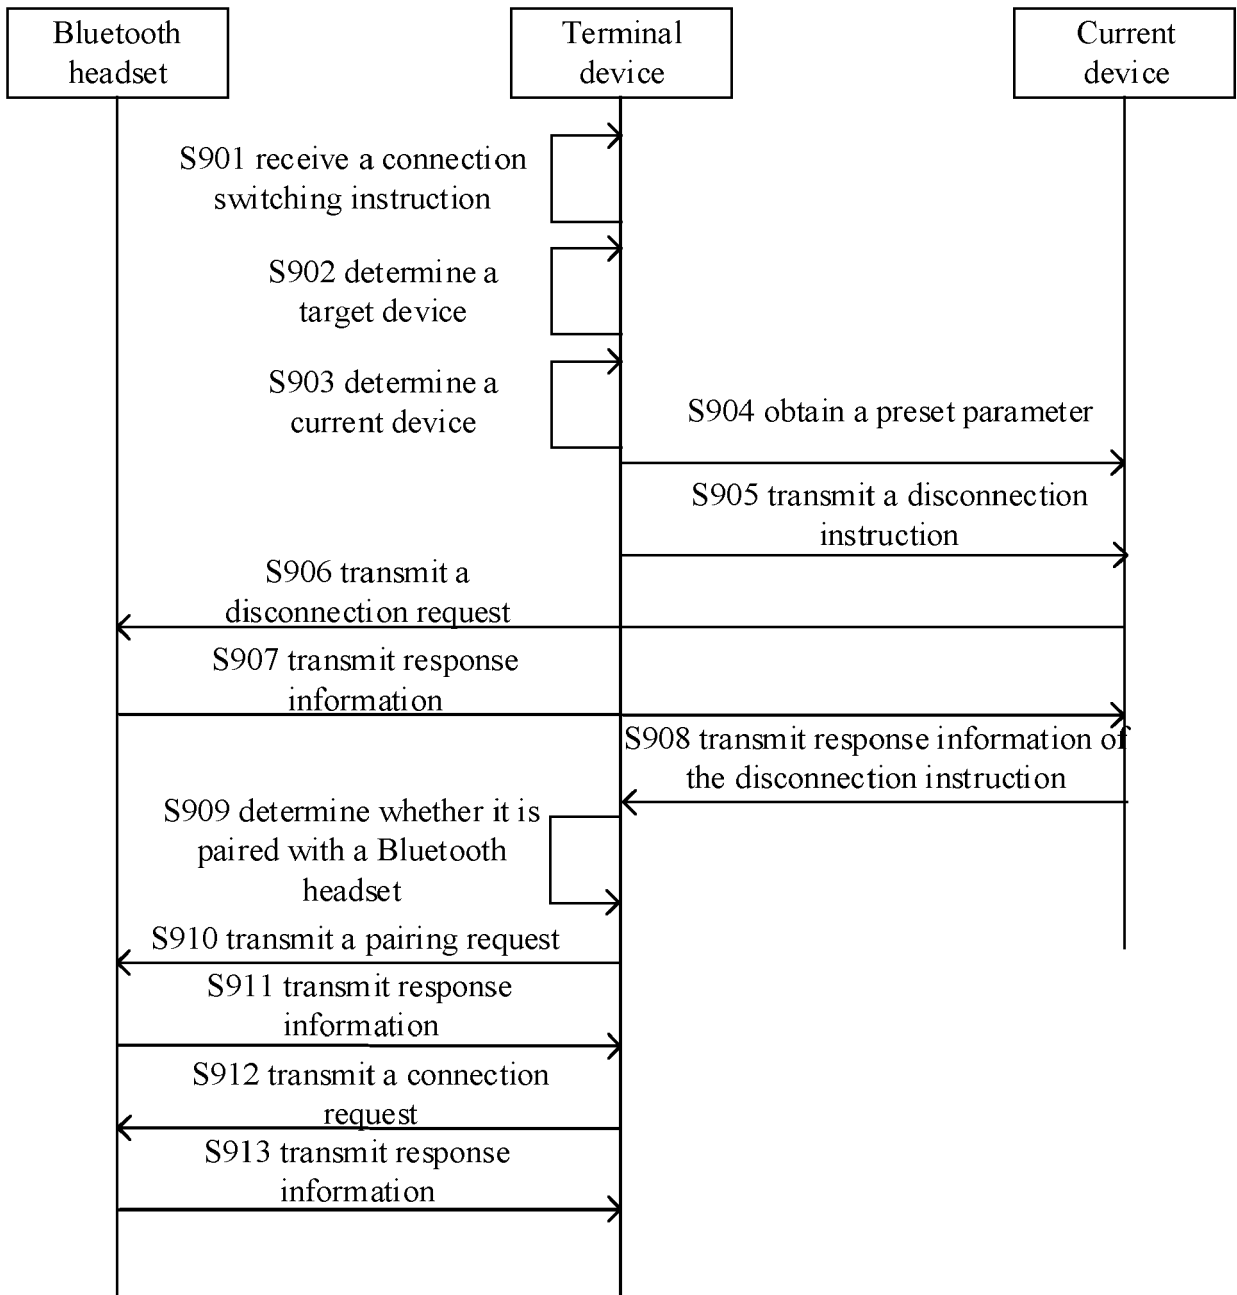 Bluetooth
headset
Terminal
device
Current
device
S901 receive a connection
switching instruction
S902 determine a
target device
S903 determine a
current device
S904 obtain a preset parameter
S905 transmit a disconnection
instruction
S906 transmit a
disconnection request
S907 transmit response
information
S908 transmit response information of
the disconnection instruction
S909 determine whether it is
paired with a Bluetooth
headset
S910 transmit a pairing request
S911 transmit response
information
S912 transmit a connection
request
S913 transmit response
information